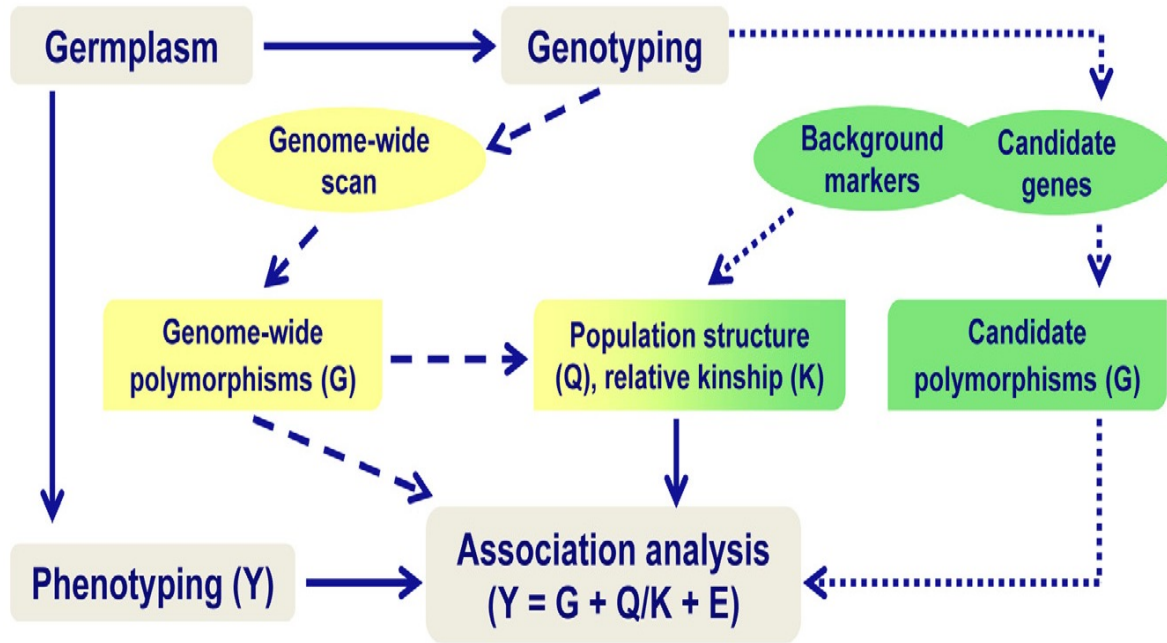 Germplasm
Genotyping
Genome-wide
scan
Background
markers
Candidate
genes
Genome-wide
polymorphisms (G)
Population structure
(Q), relative kinship (K)
Candidate
polymorphisms (G)
Phenotyping (Y)
Association analysis
(Y = G + Q/K + E)